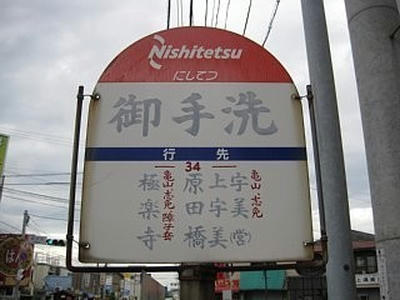 Nishitetsu
にしてつ
御手洗
行先
34
亀山・志免
宇美(営)
上宇美
原田橋
亀山・志免・障子岳
極楽寺